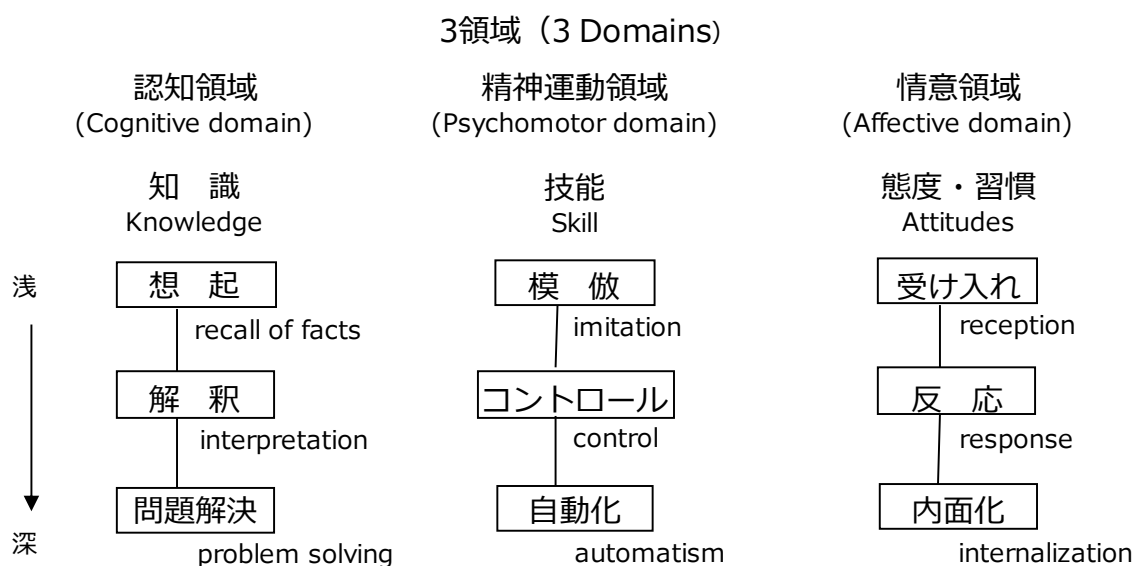 3領域（3 Domains）
認知領域
(Cognitive domain)
精神運動領域
(Psychomotor domain)
情意領域
(Affective domain)
知　識
Knowledge
技能
Skill
態度・習慣
Attitudes
浅
想　起
recall of facts
模　倣
imitation
受け入れ
reception
解　釈
interpretation
コントロール
control
反　応
response
深
問題解決
problem solving
自動化
automatism
内面化
internalization